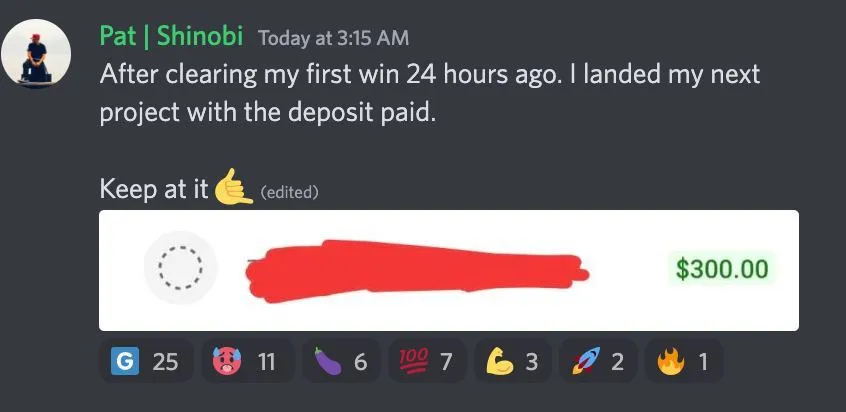 Pat | Shinobi Today at 3:15 AM
After clearing my first win 24 hours ago. I landed my next
project with the deposit paid.
Keep at it🤙 (edited)
$300.00
G 25 🥵 11 🍆 6 💯 7 💪 3 🚀 2 🔥 1